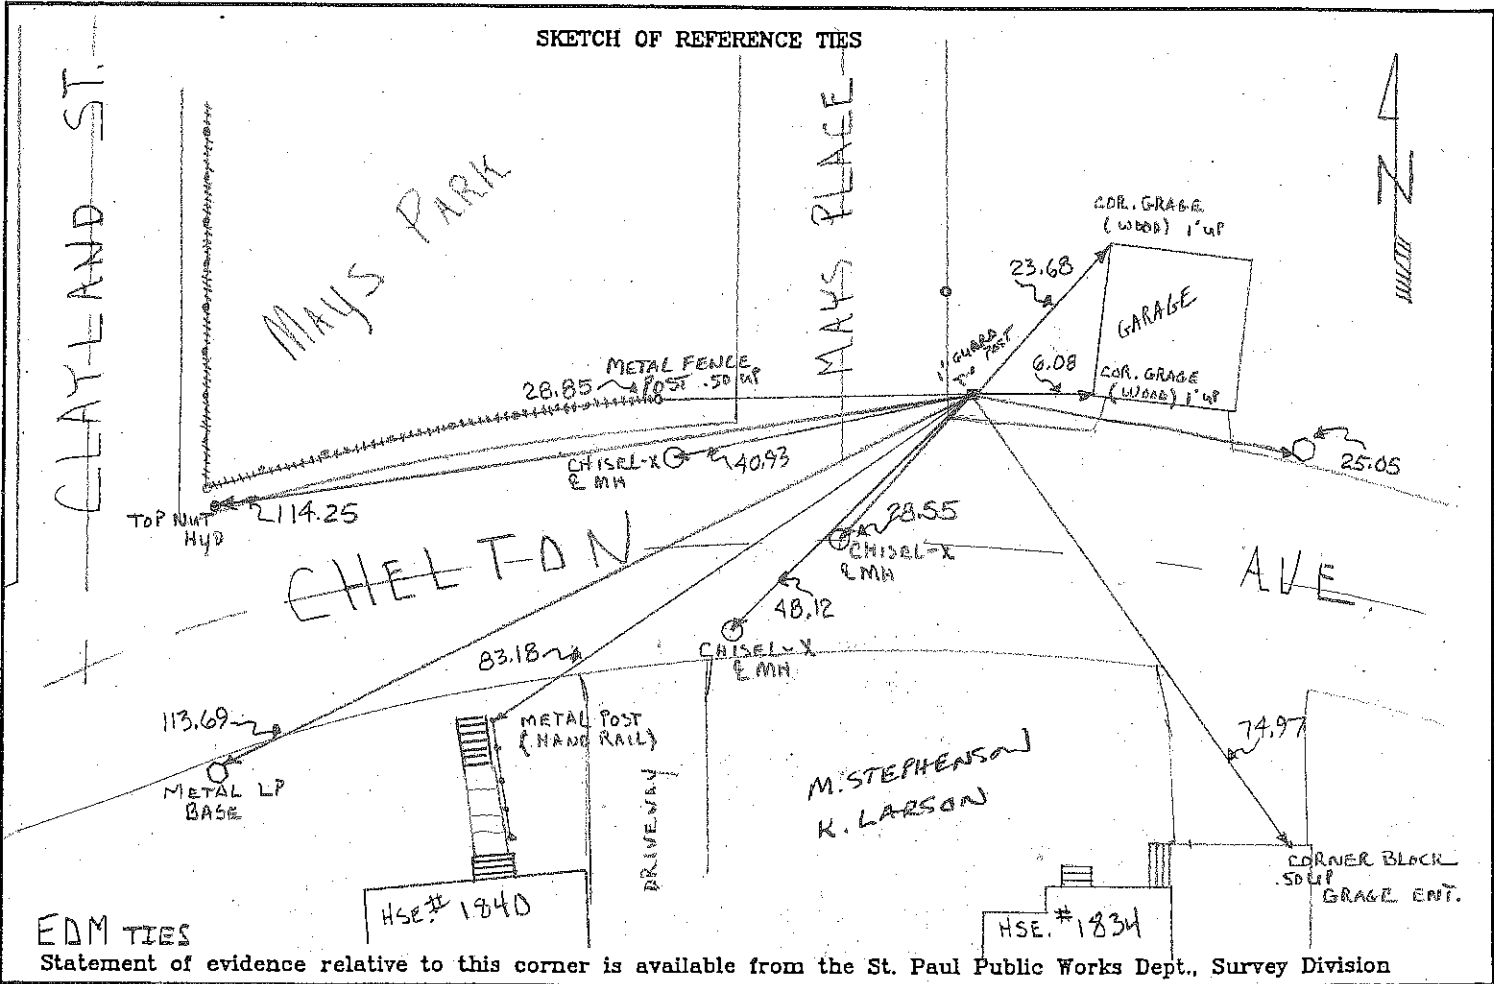 SKETCH OF REFERENCE TIES
CLAYLAND ST.
MAYS PARK
MAYS PLACE
N
COR. GRAGE
(WOOD) 1' UP
23.68
GARAGE
1' GUARD
POST
6.08
COR. GRAGE
(WOOD) 1' UP
METAL FENCE
POST .50 UP
28.85
25.05
CHISEL-X
℄ MH
40.93
TOP NUT
HYD
114.25
CHELTON AVE.
28.55
CHISEL-X
℄ MH
48.12
CHISEL-X
℄ MH
83.18
113.69
METAL POST
(HAND RAIL)
74.97
METAL LP
BASE
DRIVEWAY
M. STEPHENSON
K. LARSON
CORNER BLOCK
.50 UP
GRAGE ENT.
HSE. # 1840
HSE. # 1834
EDM TIES
Statement of evidence relative to this corner is available from the St. Paul Public Works Dept., Survey Division